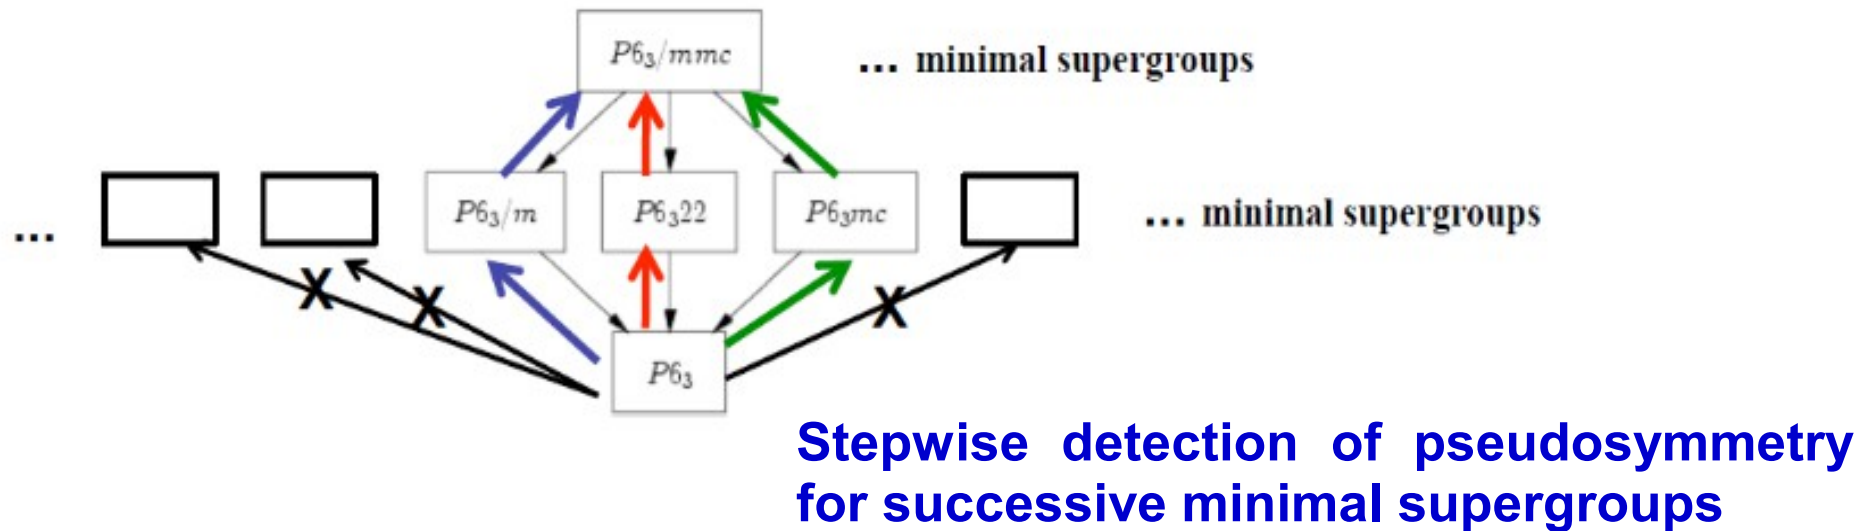 P6₃/mmc
... minimal supergroups
... P6₃/m P6₃22 P6₃mc ... minimal supergroups
X X X
P6₃
Stepwise detection of pseudosymmetry
for successive minimal supergroups